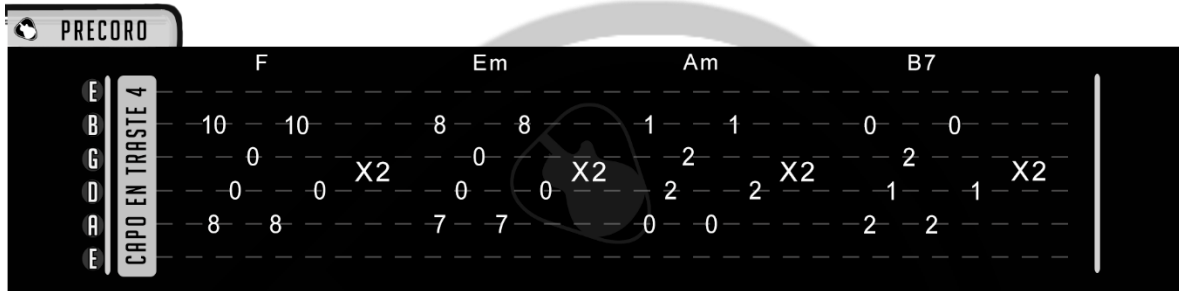 PRECORO
F Em Am B7
CAPO EN TRASTE 4
E
B 10 10 8 8 1 1 0 0
G 0 X2 0 X2 2 X2 2 X2
D 0 0 0 0 2 2 1 1
A 8 8 7 7 0 0 2 2
E